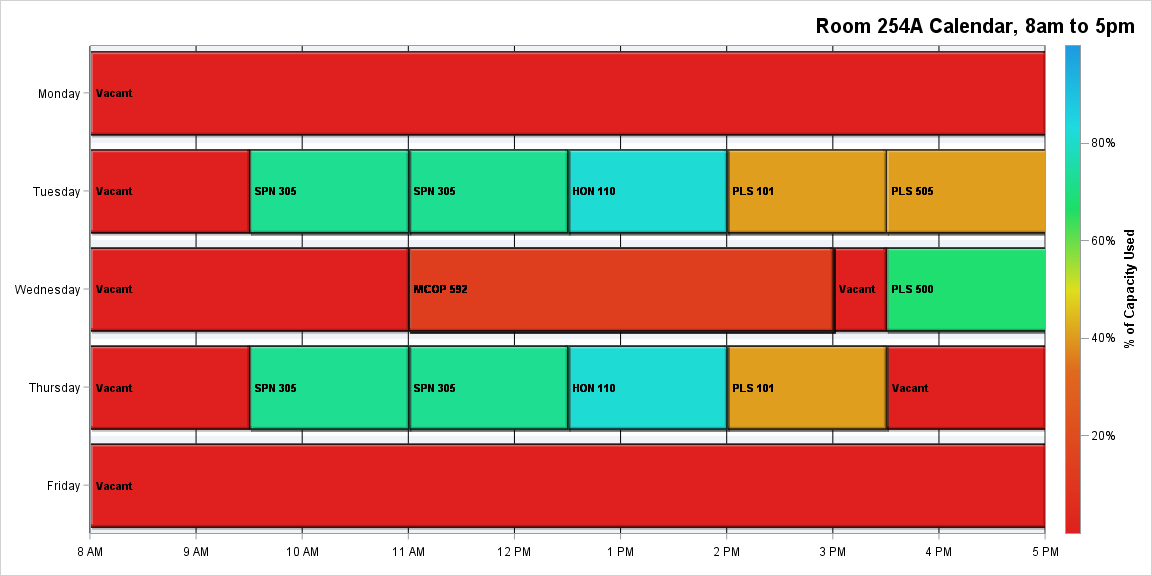 Room 254A Calendar, 8am to 5pm
Monday
Vacant
Tuesday
Vacant
SPN 305
SPN 305
HON 110
PLS 101
PLS 505
Wednesday
Vacant
MCOP 592
Vacant
PLS 500
Thursday
Vacant
SPN 305
SPN 305
HON 110
PLS 101
Vacant
Friday
Vacant
8 AM
9 AM
10 AM
11 AM
12 PM
1 PM
2 PM
3 PM
4 PM
5 PM
80%
60%
40%
20%
% of Capacity Used